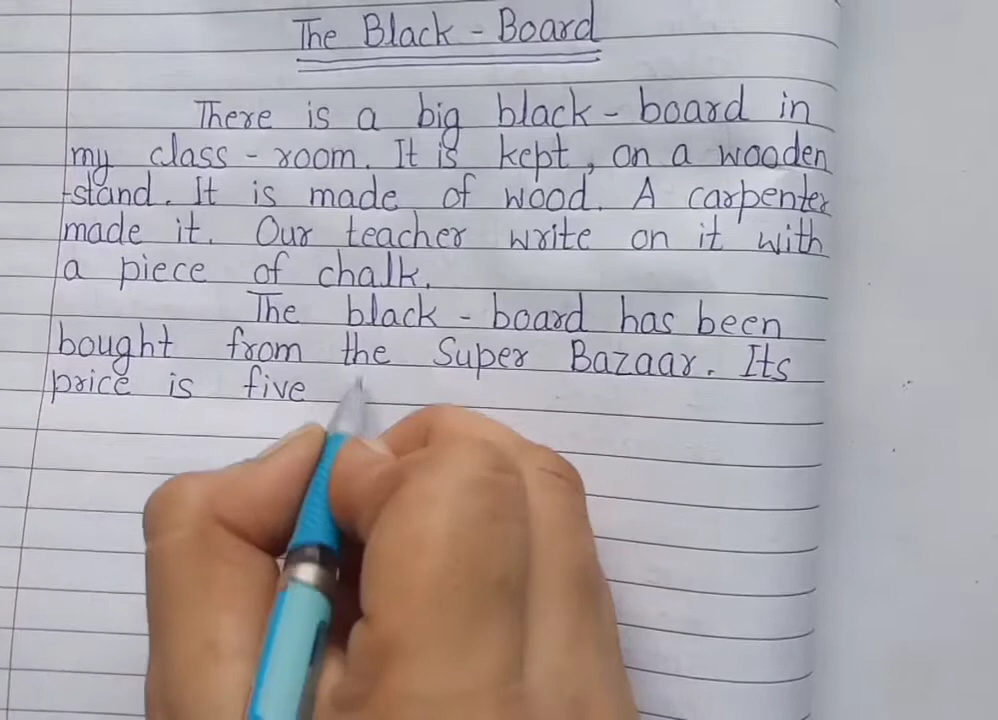 The Black - Board
There is a big black - board in
my class - room. It is kept, on a wooden
stand. It is made of wood. A carpenter
made it. Our teacher write on it with
a piece of chalk.
The black - board has been
bought from the Super Bazaar. Its
price is five